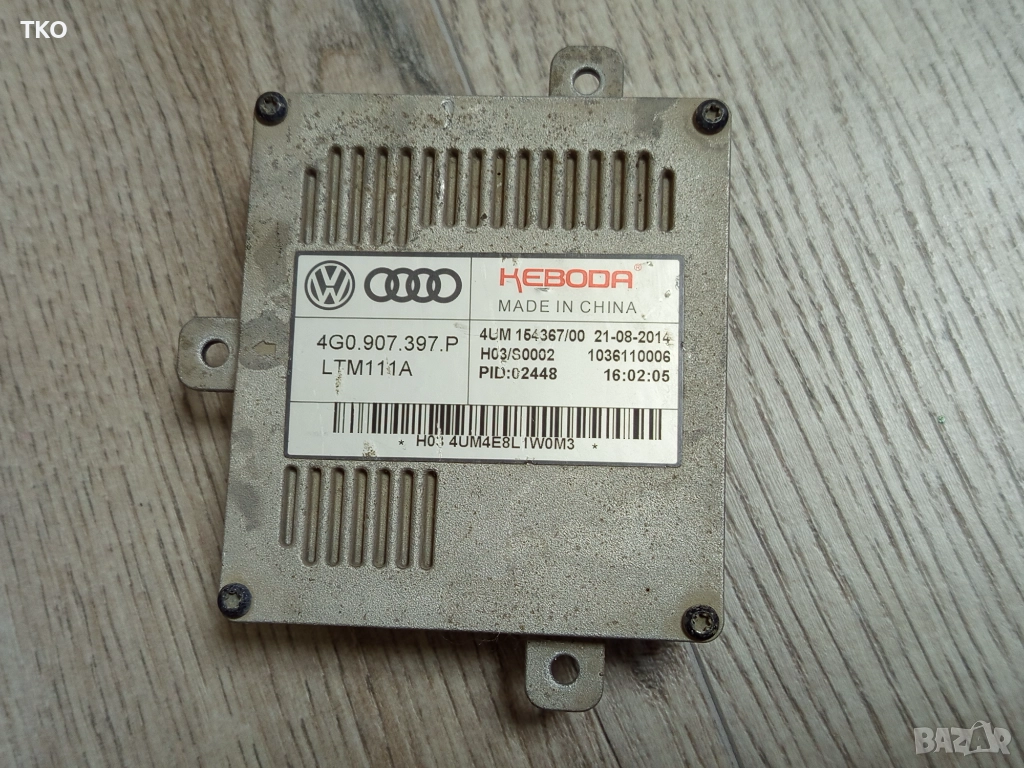 TKO
KEBODA®
MADE IN CHINA
4G0.907.397.P
LTM111A
4UM 154367/00 21-08-2014
H03/S0002 1036110006
PID:02448 16:02:05
* H03 4UM4E8L1W0M3 *
BAZAR